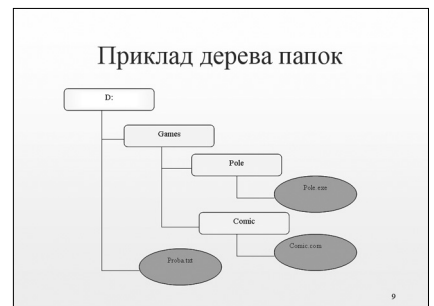 Приклад дерева папок
D:
Games
Pole
Pole.exe
Comic
Comic.com
Proba.txt
9